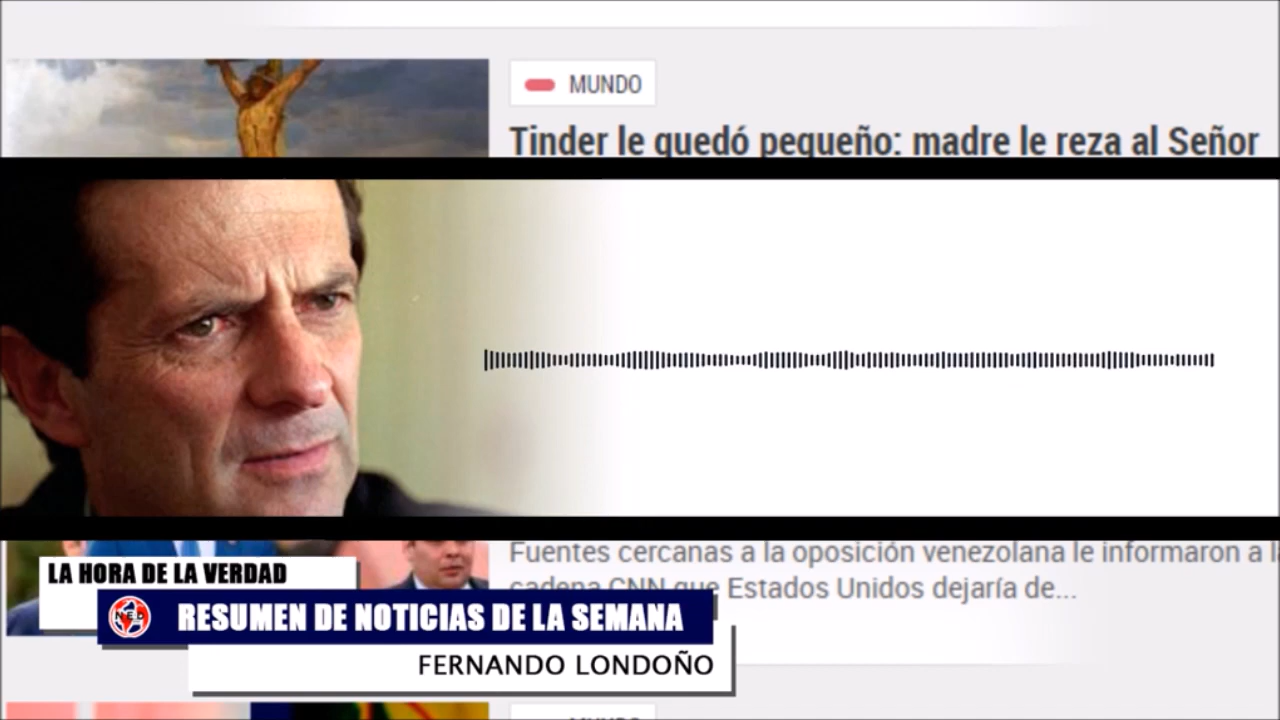 MUNDO
Tinder le quedó pequeño: madre le reza al Señor
Fuentes cercanas a la oposición venezolana le informaron a l
cadena CNN que Estados Unidos dejaría de...
LA HORA DE LA VERDAD
RESUMEN DE NOTICIAS DE LA SEMANA
FERNANDO LONDOÑO